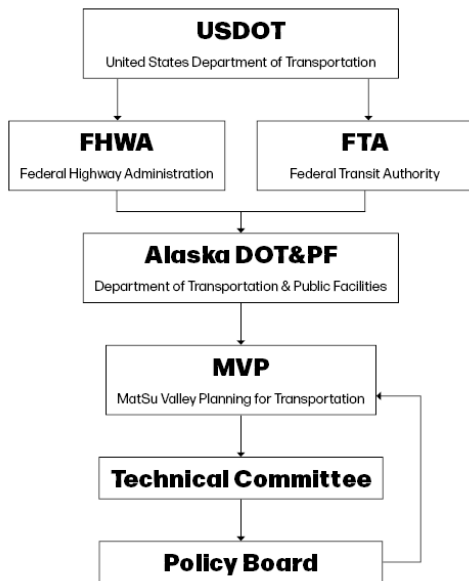 USDOT
United States Department of Transportation
FHWA
Federal Highway Administration
FTA
Federal Transit Authority
Alaska DOT&PF
Department of Transportation & Public Facilities
MVP
MatSu Valley Planning for Transportation
Technical Committee
Policy Board